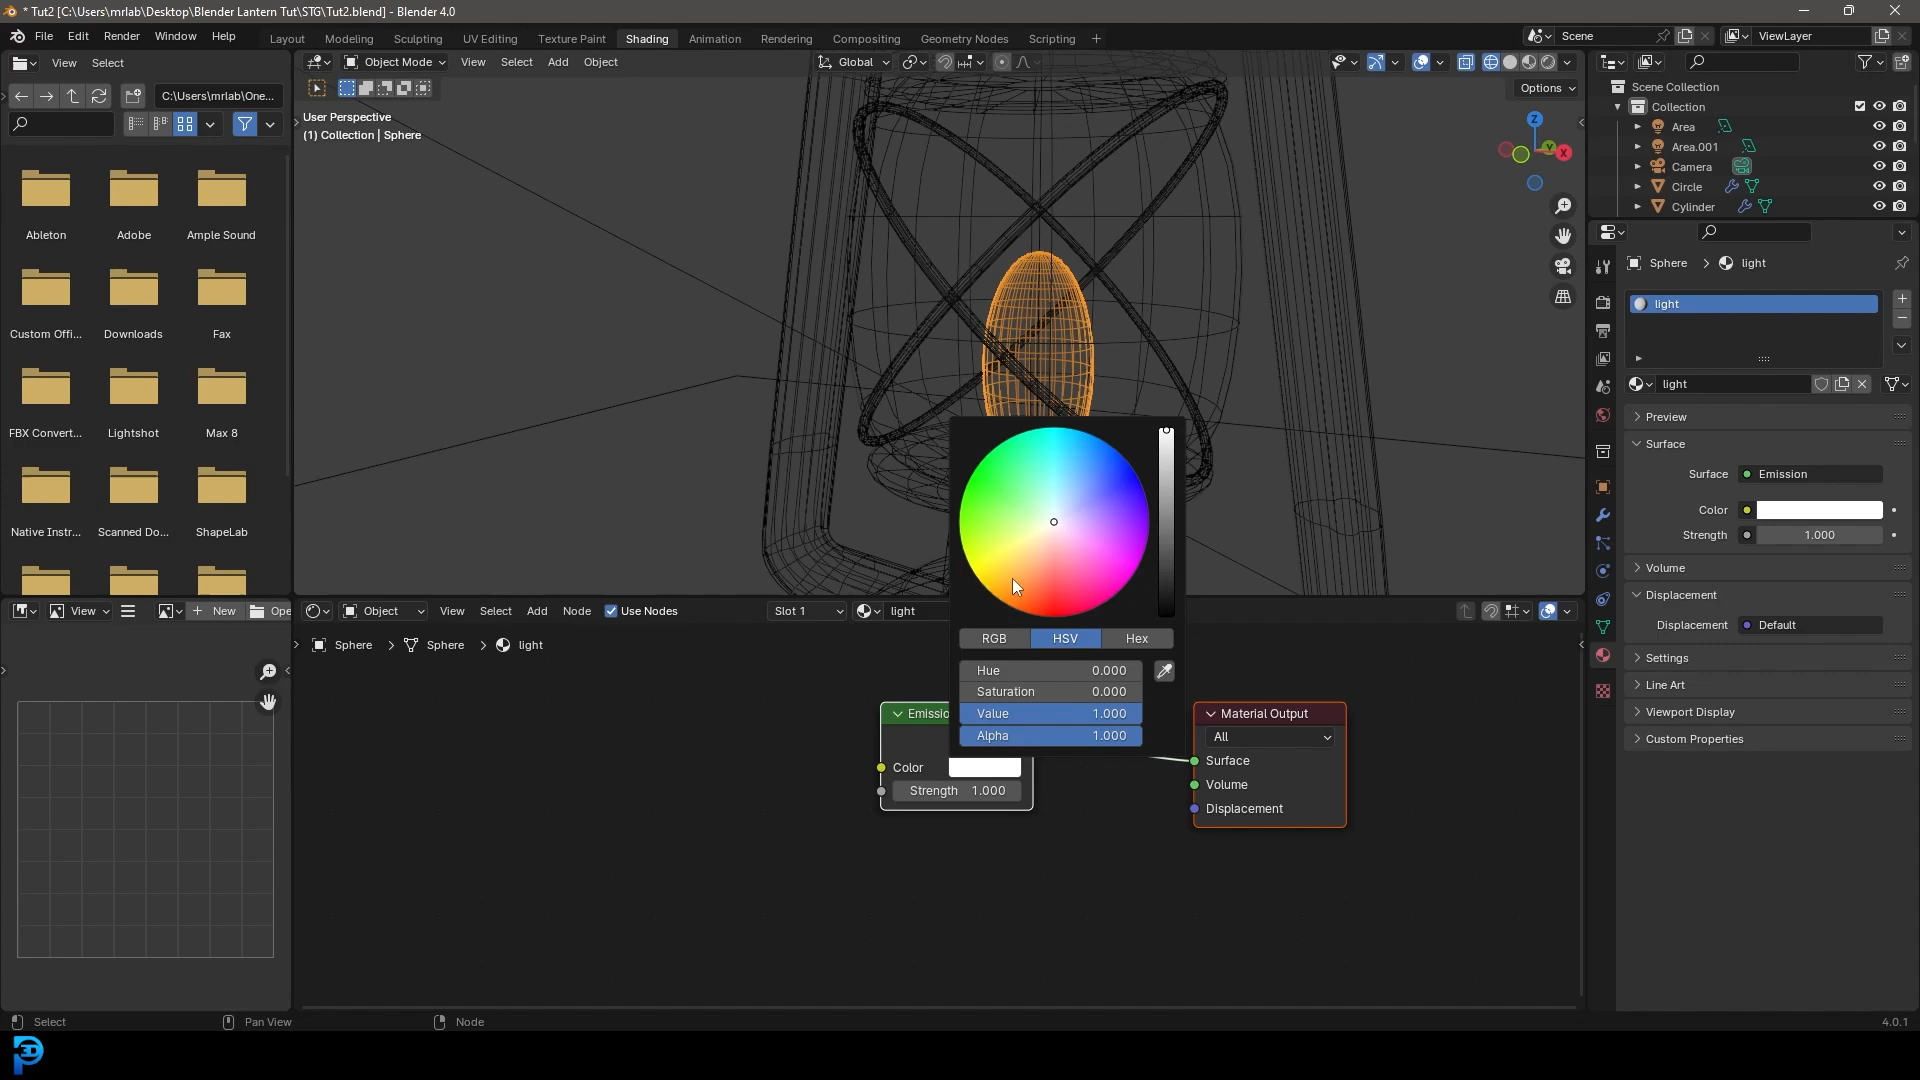 * Tut2 [C:\Users\mrlab\Desktop\Blender Lantern Tut\STG\Tut2.blend] - Blender 4.0
File Edit Render Window Help
Layout Modeling Sculpting UV Editing Texture Paint Shading Animation Rendering Compositing Geometry Nodes Scripting +
Scene
ViewLayer
View Select
C:\Users\mrlab\One...
Ableton Adobe Ample Sound
Custom Offi... Downloads Fax
FBX Convert... Lightshot Max 8
Native Instr... Scanned Do... ShapeLab
Object Mode View Select Add Object
Global
Options
User Perspective
(1) Collection | Sphere
Z
Y
X
Scene Collection
Collection
Area
Area.001
Camera
Circle
Cylinder
Sphere > light
light
light
Preview
Surface
Surface Emission
Color
Strength 1.000
Volume
Displacement
Displacement Default
Settings
Line Art
Viewport Display
Custom Properties
RGB HSV Hex
Hue 0.000
Saturation 0.000
Value 1.000
Alpha 1.000
View + New Ope
Object View Select Add Node Use Nodes Slot 1 light
Sphere > Sphere > light
Emissio
Color
Strength 1.000
Material Output
All
Surface
Volume
Displacement
Select Pan View Node
4.0.1
3D